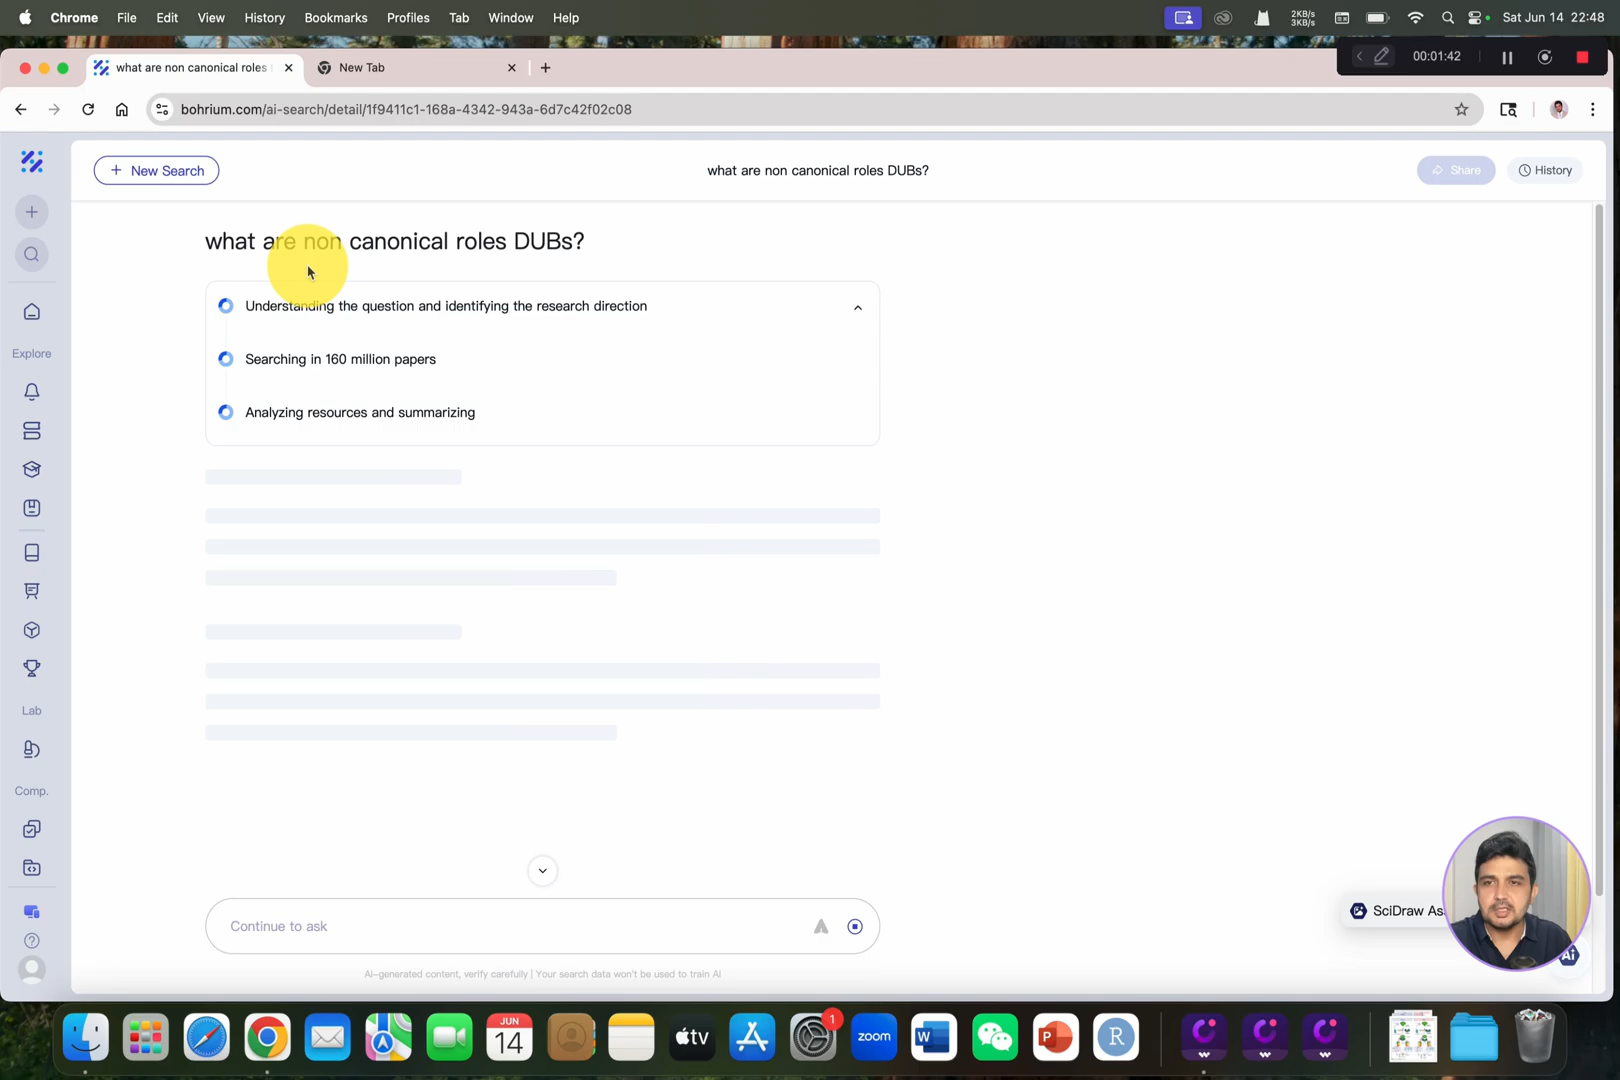 Chrome File Edit View History Bookmarks Profiles Tab Window Help 2KB/s 3KB/s Sat Jun 14 22:48
what are non canonical roles New Tab 00:01:42
bohrium.com/ai-search/detail/1f9411c1-168a-4342-943a-6d7c42f02c08
+ New Search
what are non canonical roles DUBs?
Share
History
what are non canonical roles DUBs?
Understanding the question and identifying the research direction
Searching in 160 million papers
Analyzing resources and summarizing
Explore
Lab
Comp.
SciDraw As
Continue to ask
Ai
AI-generated content, verify carefully | Your search data won't be used to train AI
JUN
14
tv
1
zoom
W
P
R